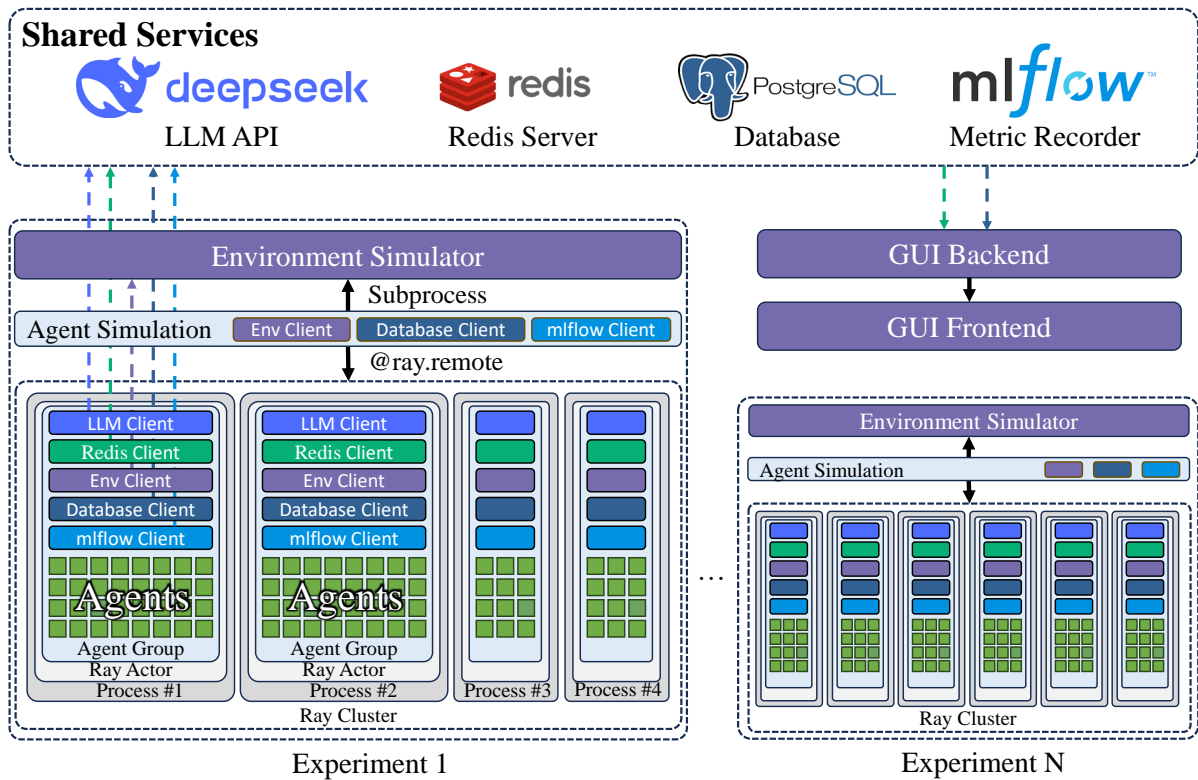 Shared Services
deepseek
redis
PostgreSQL
mlflow™
LLM API
Redis Server
Database
Metric Recorder
Environment Simulator
Subprocess
Agent Simulation
Env Client
Database Client
mlflow Client
@ray.remote
LLM Client
Redis Client
Env Client
Database Client
mlflow Client
Agents
Agent Group
Ray Actor
Process #1
LLM Client
Redis Client
Env Client
Database Client
mlflow Client
Agents
Agent Group
Ray Actor
Process #2
Process #3
Process #4
Ray Cluster
Experiment 1
...
GUI Backend
GUI Frontend
Environment Simulator
Agent Simulation
Ray Cluster
Experiment N